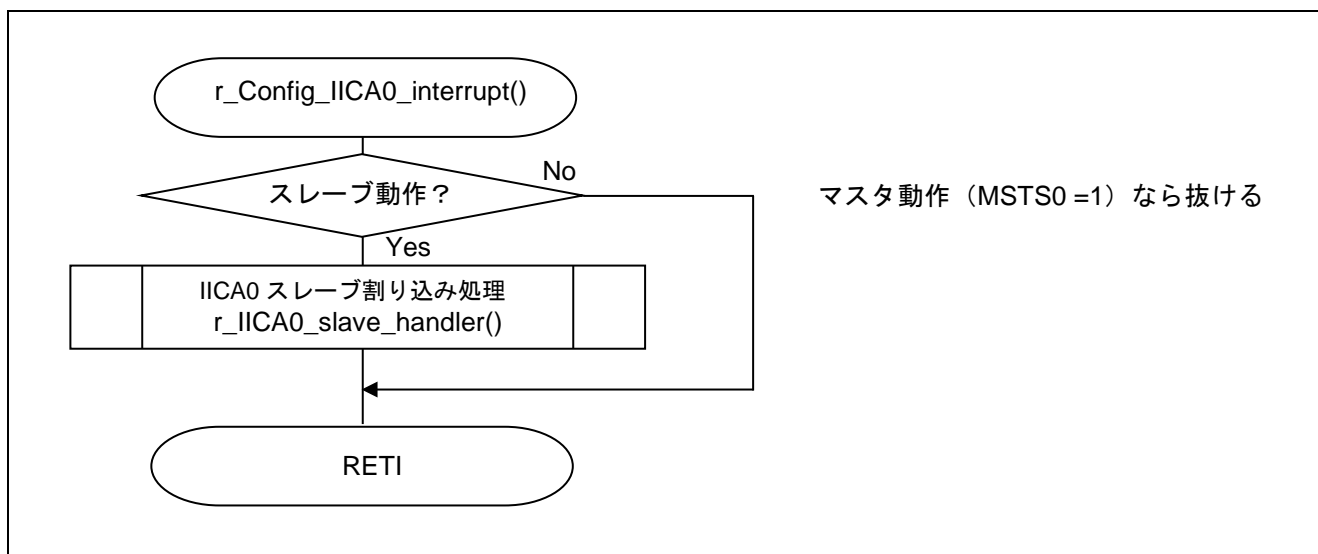 r_Config_IICA0_interrupt()
No
スレーブ動作？
マスタ動作（MSTS0 =1）なら抜ける
Yes
IICA0 スレーブ割り込み処理
r_IICA0_slave_handler()
RETI